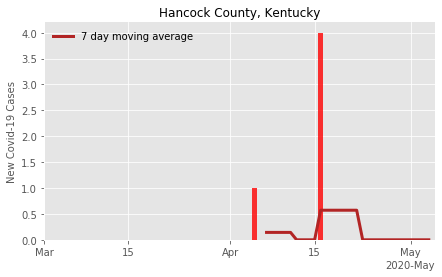 Hancock County, Kentucky
7 day moving average
New Covid-19 Cases
4.0
3.5
3.0
2.5
2.0
1.5
1.0
0.5
0.0
Mar 15 Apr 15 May
2020-May